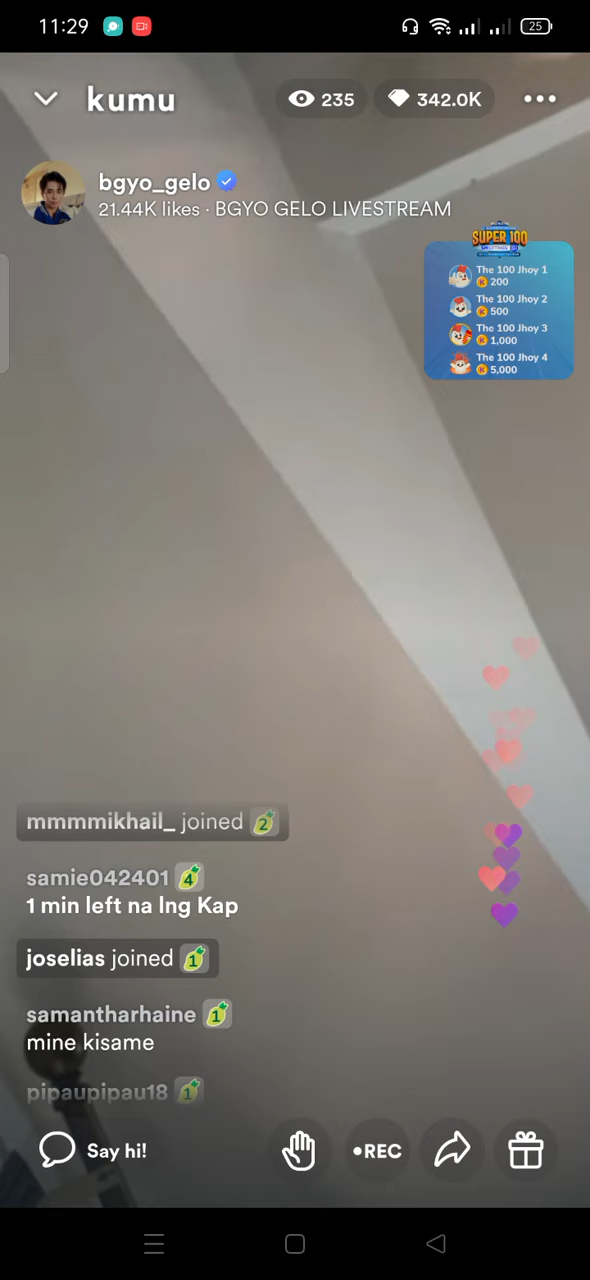 11:29
25
kumu
235
342.0K
bgyo_gelo
21.44K likes · BGYO GELO LIVESTREAM
SUPER 100
The 100 Jhoy 1
K 200
The 100 Jhoy 2
K 500
The 100 Jhoy 3
K 1,000
The 100 Jhoy 4
K 5,000
mmmmikhail_ joined 2
samie042401 4
1 min left na lng Kap
joselias joined 1
samantharhaine 1
mine kisame
pipaupipau18 1
Say hi!
•REC